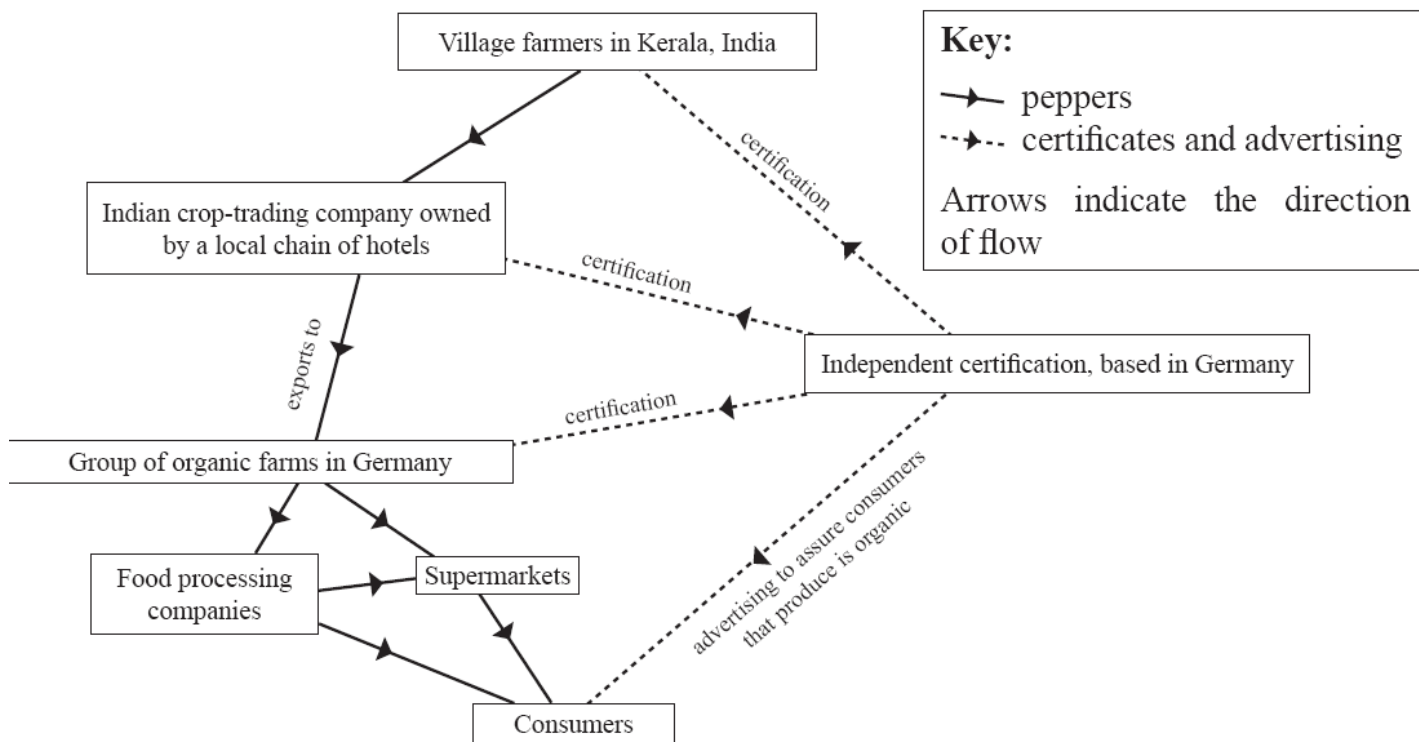 Village farmers in Kerala, India
Key:
peppers
certificates and advertising
Arrows indicate the direction
of flow
certification
Indian crop-trading company owned
by a local chain of hotels
certification
exports to
Independent certification, based in Germany
certification
Group of organic farms in Germany
advertising to assure consumers
that produce is organic
Food processing
companies
Supermarkets
Consumers